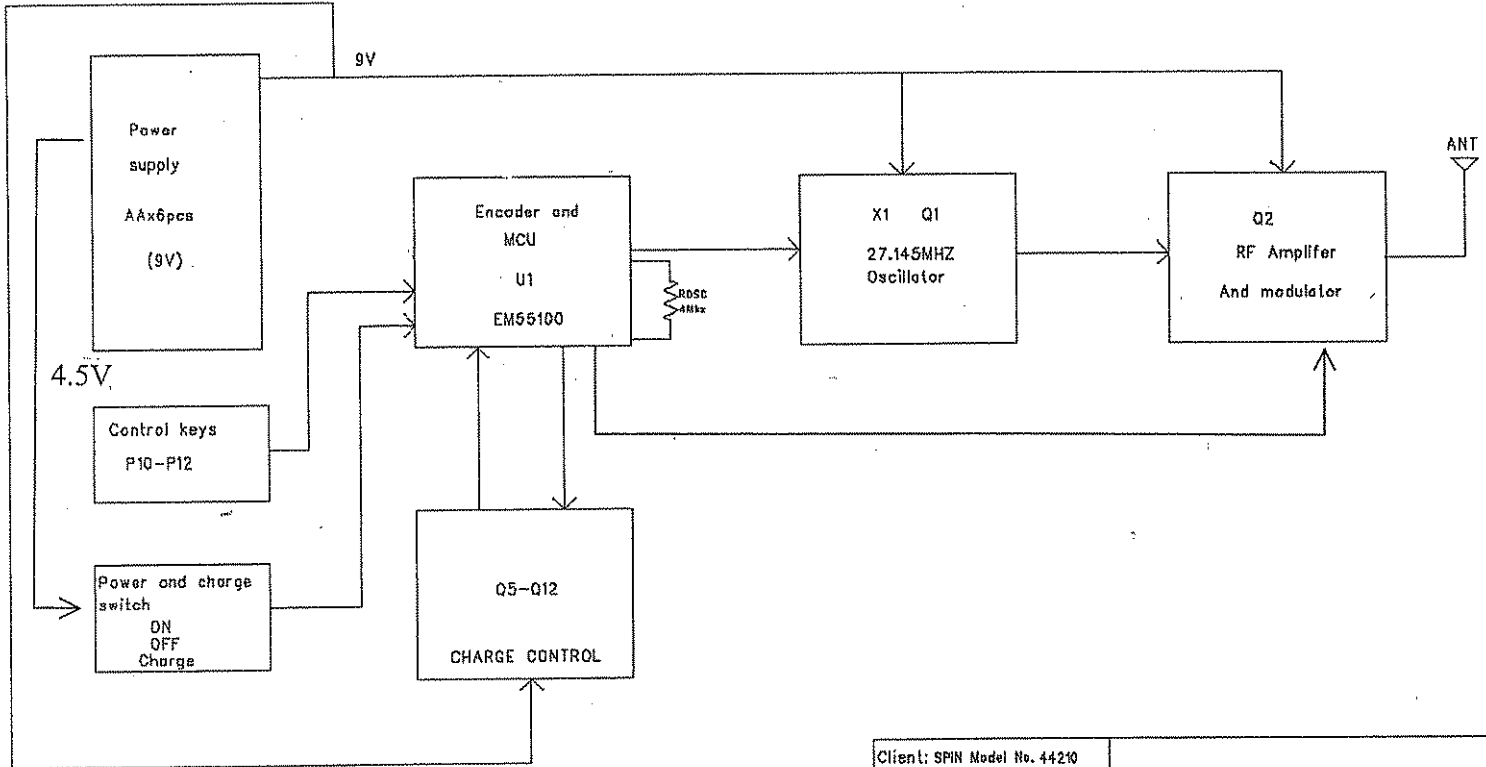 9V
Power
supply
AAx6pcs
(9V)
ANT
Encoder and
MCU
U1
EM55100
X1 Q1
27.145MHZ
Oscillator
Q2
RF Amplifer
And modulator
ROSC
4Mhz
4.5V
Control keys
P10-P12
Power and charge
switch
ON
OFF
Charge
Q5-Q12
CHARGE CONTROL
Client: SPIN Model No. 44210